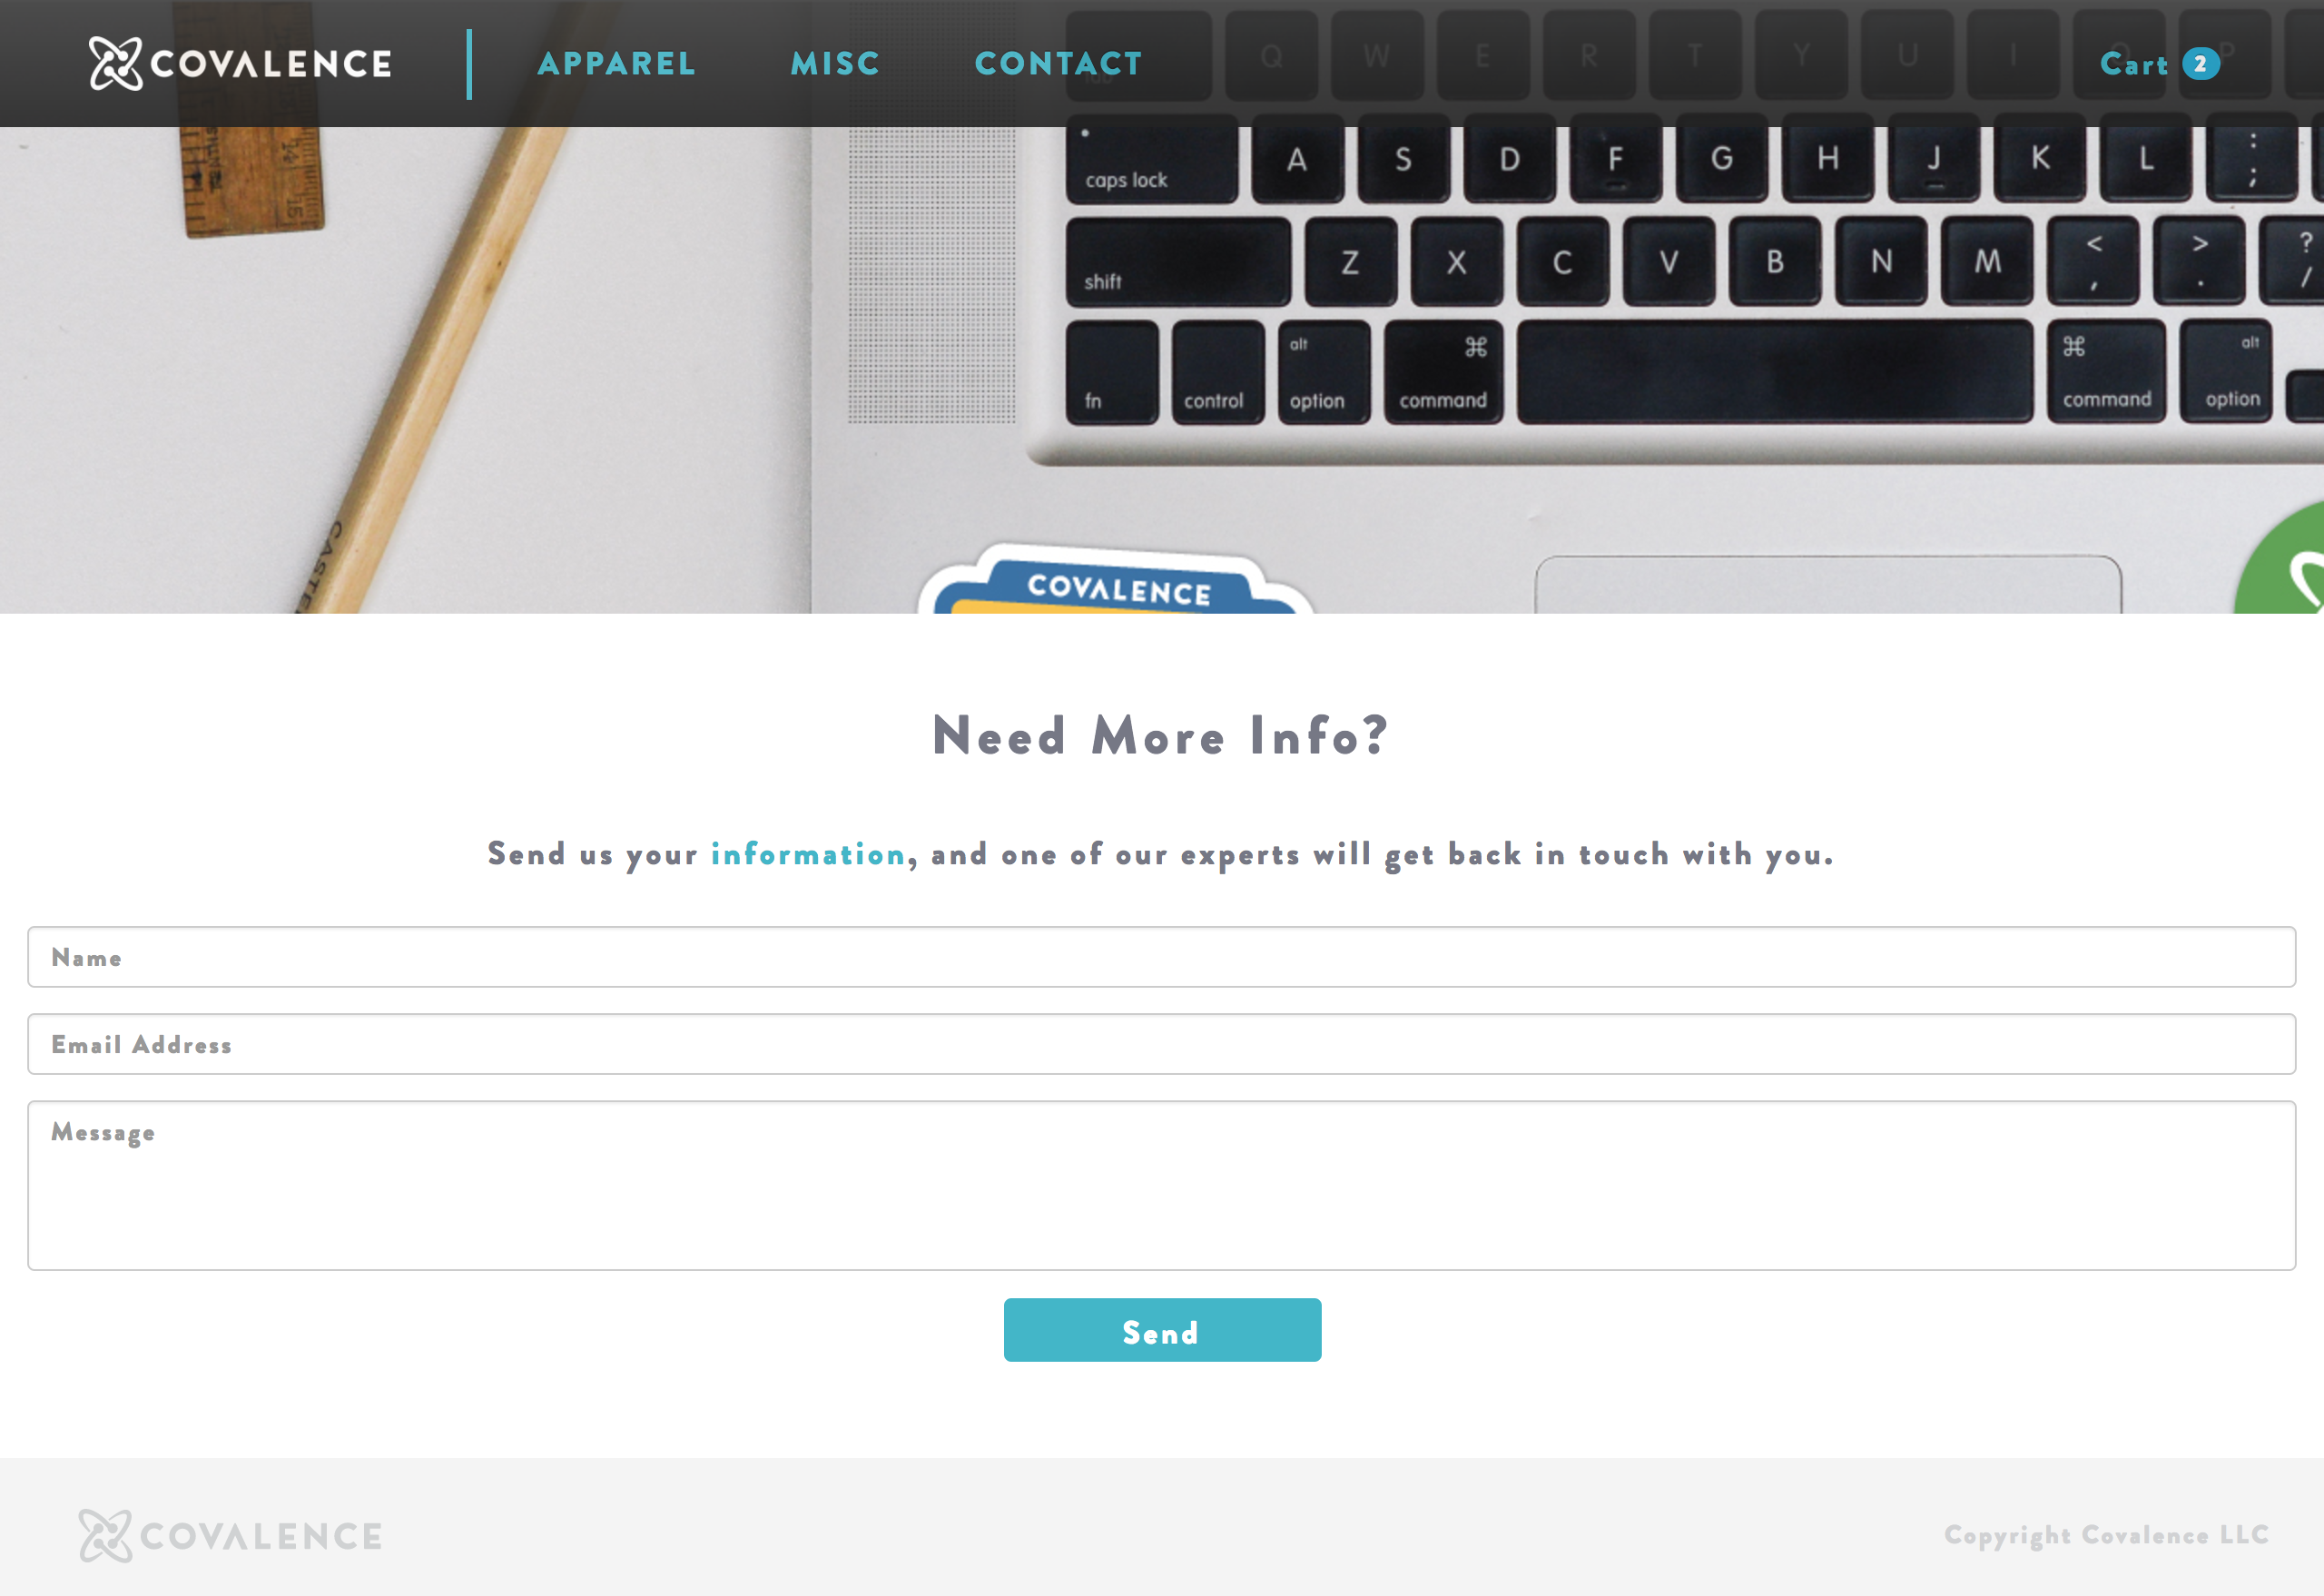 COVALENCE
APPAREL MISC CONTACT
Cart 2
Q W E R T Y U I O P
caps lock A S D F G H J K L : ;
shift Z X C V B N M < , > . ? /
fn control alt option ⌘ command ⌘ command alt option
COVALENCE
Need More Info?
Send us your information, and one of our experts will get back in touch with you.
Name
Email Address
Message
Send
COVALENCE
Copyright Covalence LLC